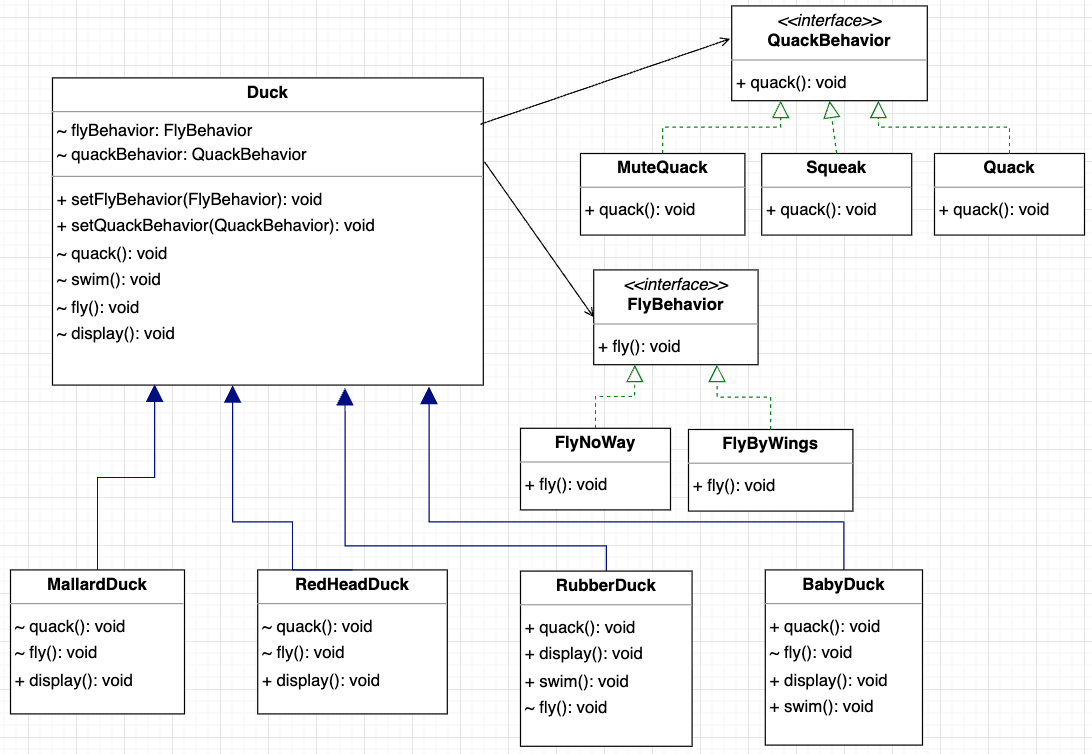 <<interface>>
QuackBehavior
+ quack(): void
Duck
~ flyBehavior: FlyBehavior
~ quackBehavior: QuackBehavior
+ setFlyBehavior(FlyBehavior): void
+ setQuackBehavior(QuackBehavior): void
~ quack(): void
~ swim(): void
~ fly(): void
~ display(): void
MuteQuack
+ quack(): void
Squeak
+ quack(): void
Quack
+ quack(): void
<<interface>>
FlyBehavior
+ fly(): void
FlyNoWay
+ fly(): void
FlyByWings
+ fly(): void
MallardDuck
~ quack(): void
~ fly(): void
+ display(): void
RedHeadDuck
~ quack(): void
~ fly(): void
+ display(): void
RubberDuck
+ quack(): void
+ display(): void
+ swim(): void
~ fly(): void
BabyDuck
+ quack(): void
~ fly(): void
+ display(): void
+ swim(): void